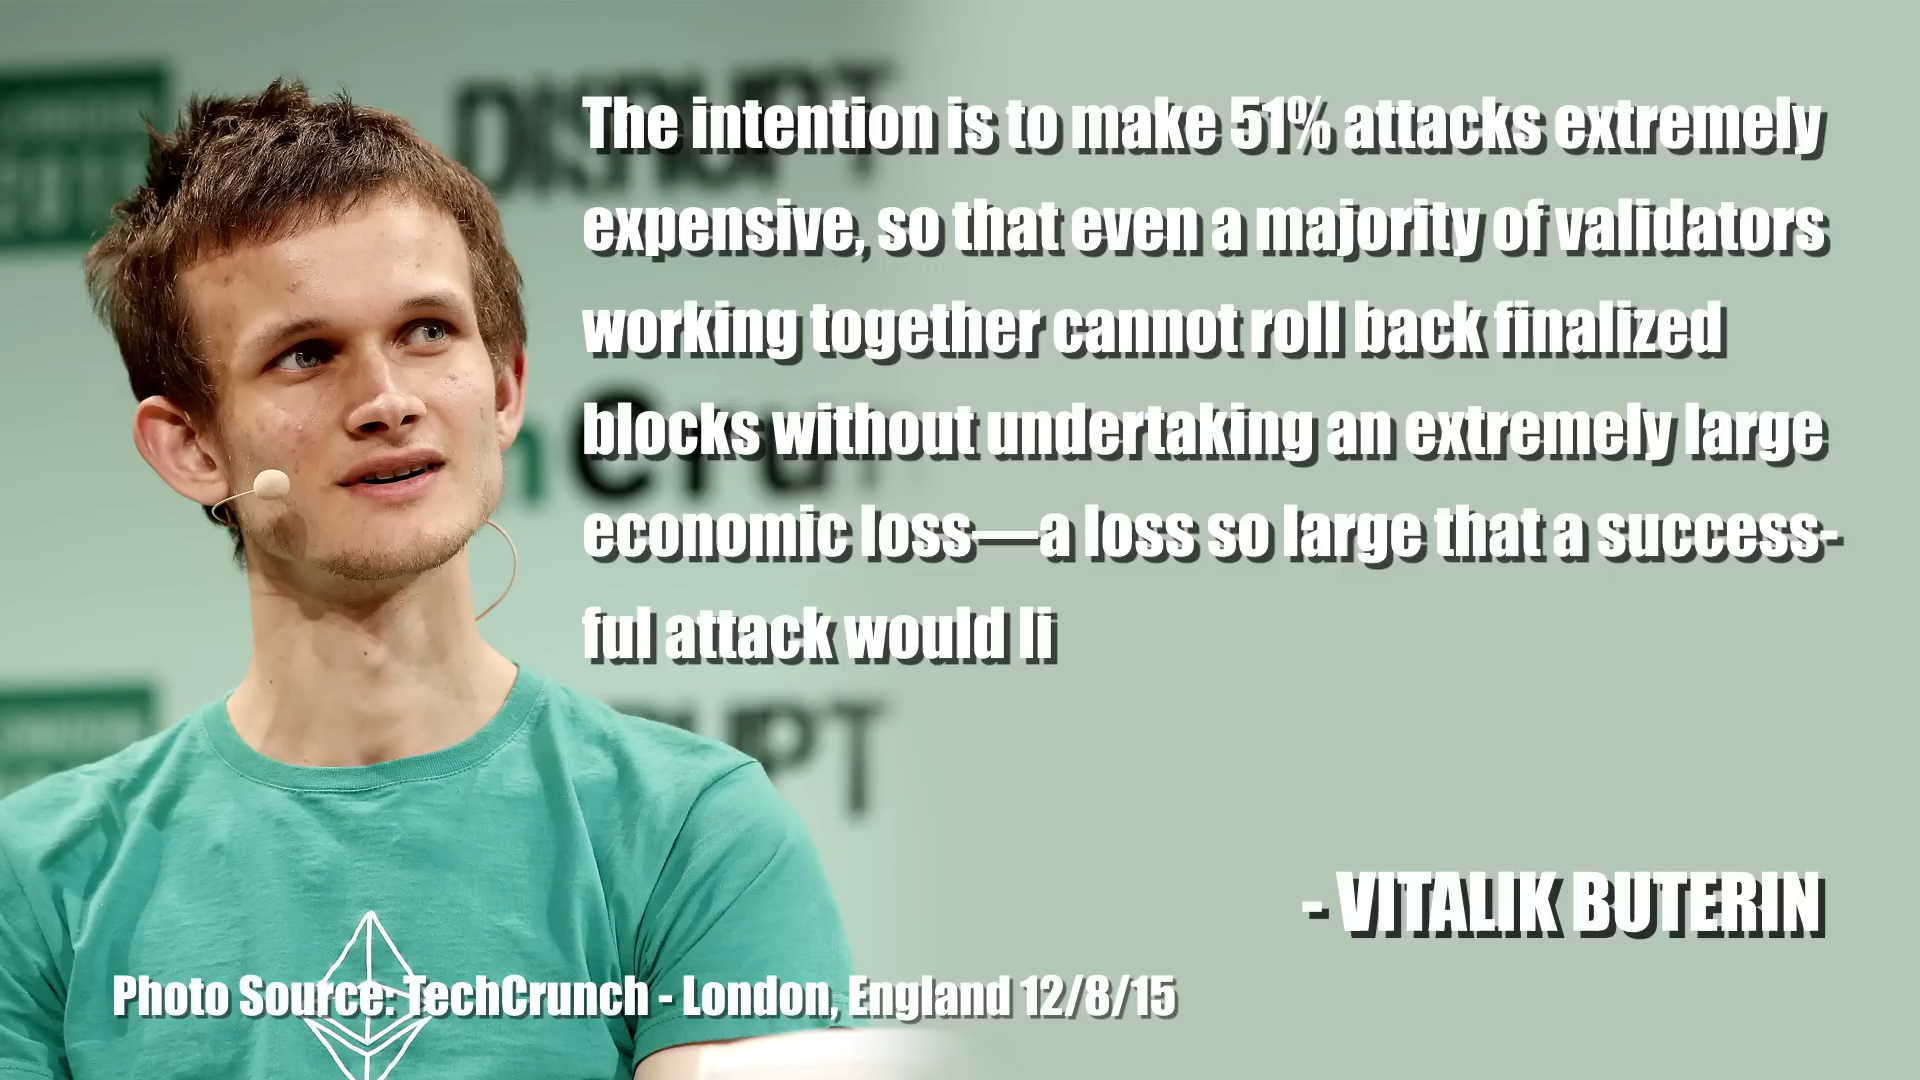 DISRUPT
The intention is to make 51% attacks extremely
expensive, so that even a majority of validators
working together cannot roll back finalized
blocks without undertaking an extremely large
economic loss—a loss so large that a success-
ful attack would li
- VITALIK BUTERIN
Photo Source: TechCrunch - London, England 12/8/15